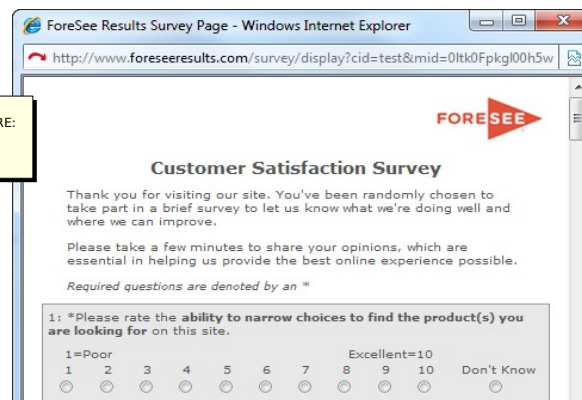 ForeSee Results Survey Page - Windows Internet Explorer
http://www.foreseeresults.com/survey/display?cid=test&mid=0ltk0Fpkgl00h5w
RE:
FORESEE
Customer Satisfaction Survey
Thank you for visiting our site. You've been randomly chosen to
take part in a brief survey to let us know what we're doing well and
where we can improve.
Please take a few minutes to share your opinions, which are
essential in helping us provide the best online experience possible.
Required questions are denoted by an *
1: *Please rate the ability to narrow choices to find the product(s) you
are looking for on this site.
1=Poor Excellent=10
1 2 3 4 5 6 7 8 9 10 Don't Know